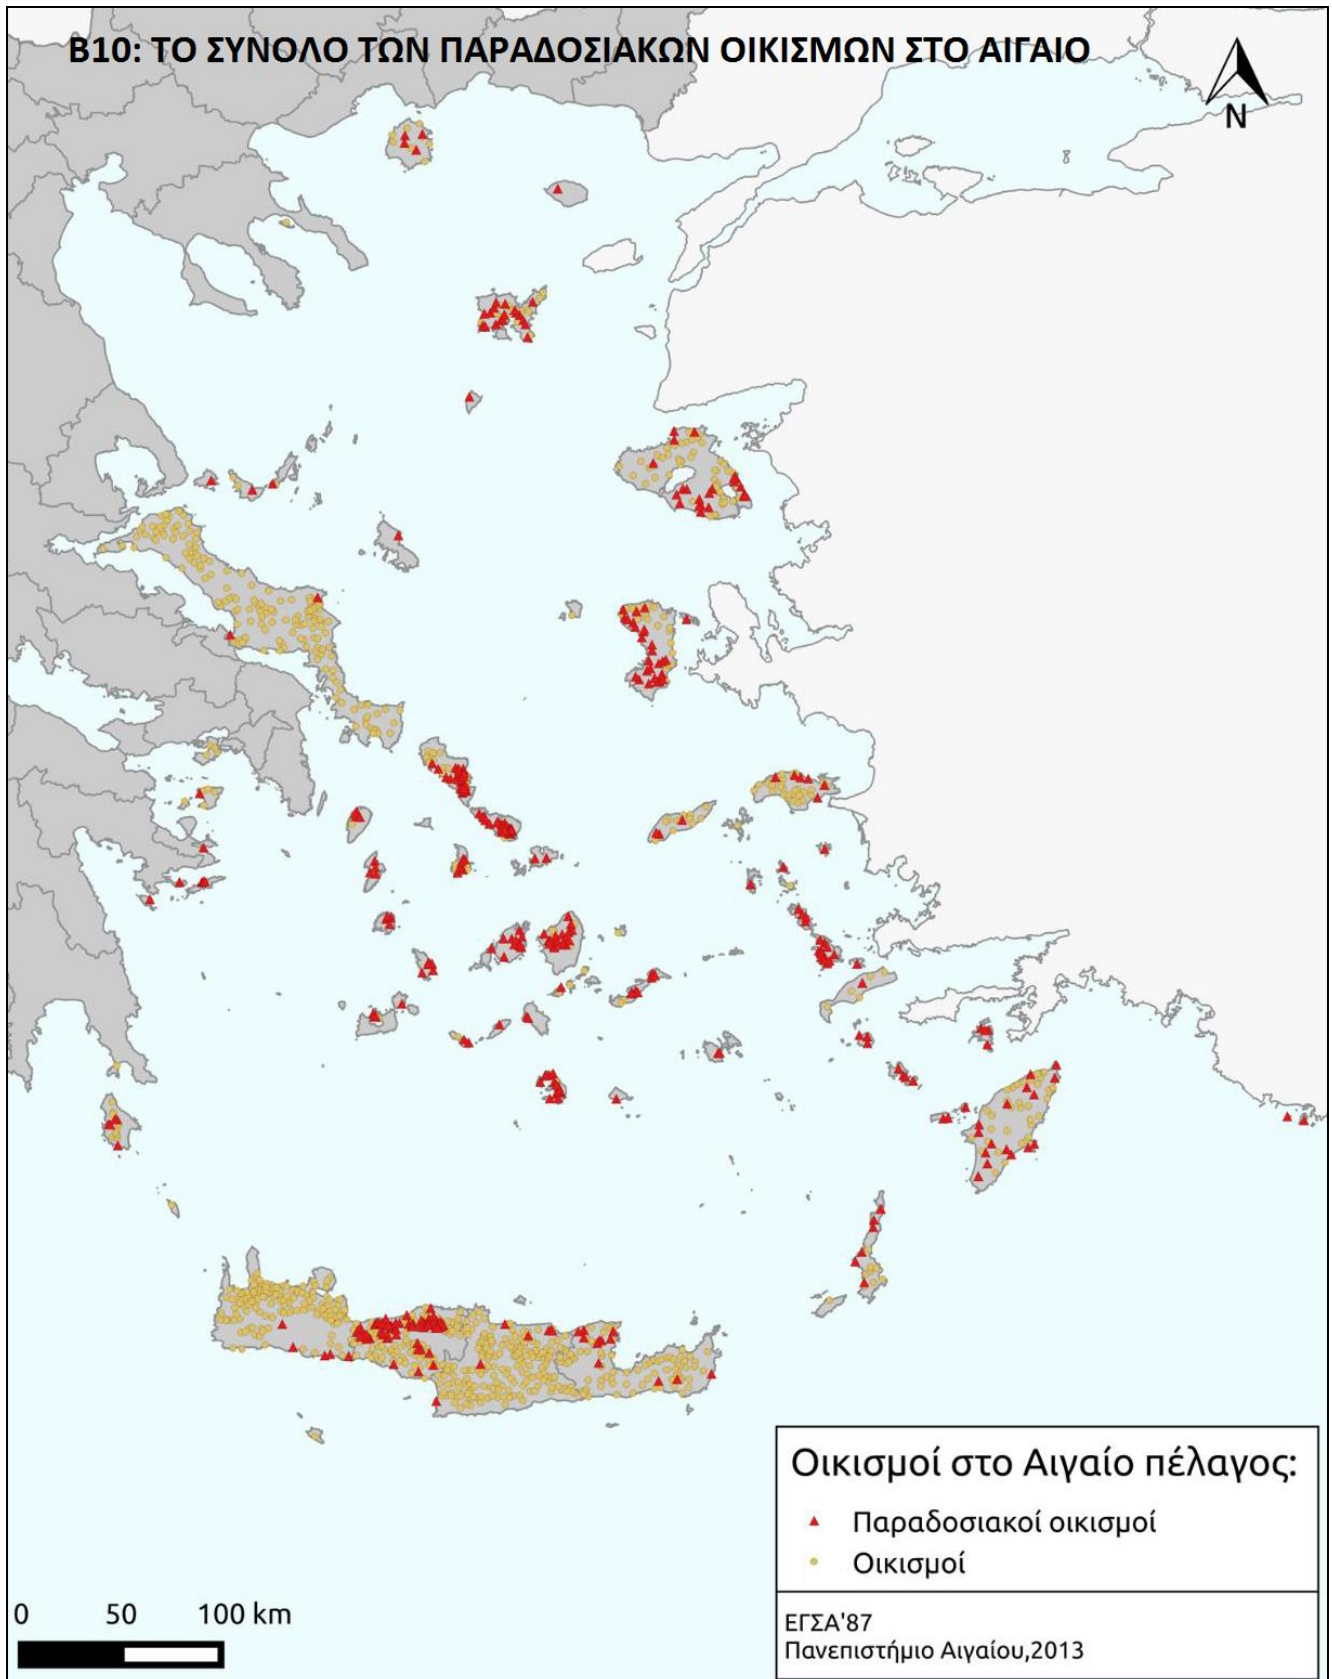 Β10: ΤΟ ΣΥΝΟΛΟ ΤΩΝ ΠΑΡΑΔΟΣΙΑΚΩΝ ΟΙΚΙΣΜΩΝ ΣΤΟ ΑΙΓΑΙΟ
N
Οικισμοί στο Αιγαίο πέλαγος:
Παραδοσιακοί οικισμοί
Οικισμοί
ΕΓΣΑ'87
Πανεπιστήμιο Αιγαίου,2013
0 50 100 km